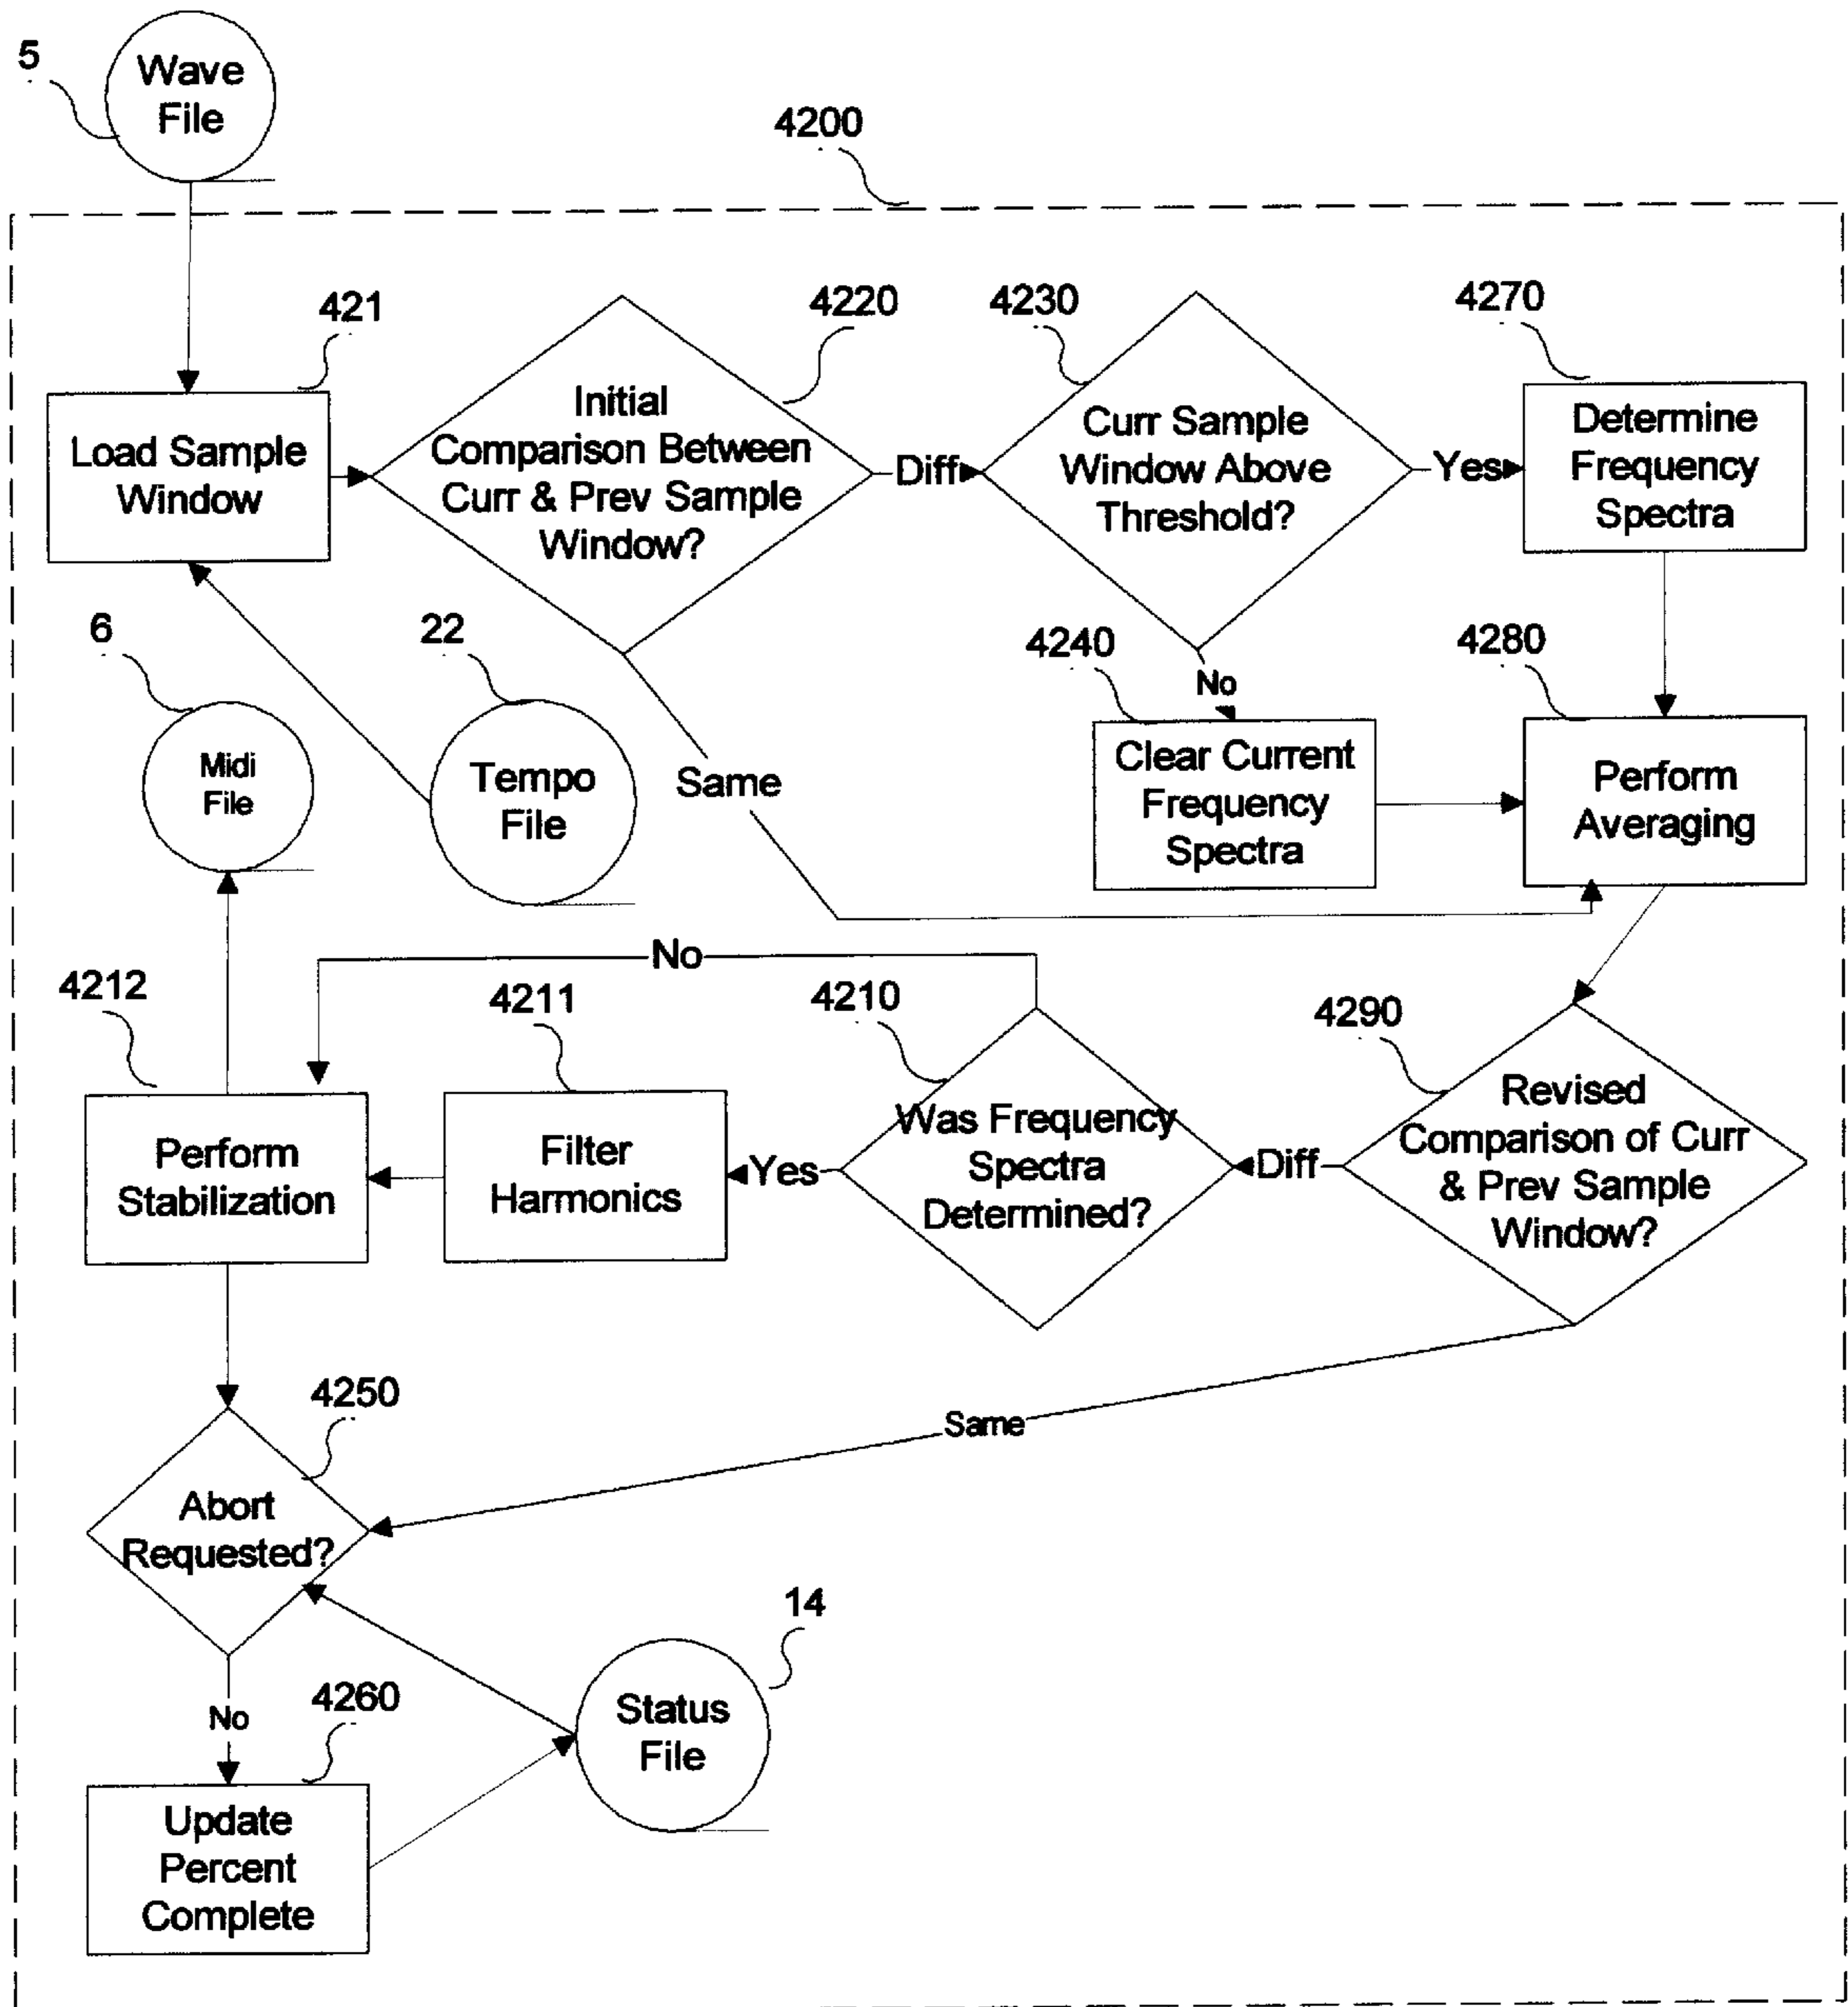 5
Wave
File
4200
421
4220
4230
4270
Load Sample
Window
Initial
Comparison Between
Curr & Prev Sample
Window?
Diff
Curr Sample
Window Above
Threshold?
Yes
Determine
Frequency
Spectra
6
22
4240
No
4280
Midi
File
Tempo
File
Same
Clear Current
Frequency
Spectra
Perform
Averaging
No
4212
4211
4210
4290
Perform
Stabilization
Filter
Harmonics
Yes
Was Frequency
Spectra
Determined?
Diff
Revised
Comparison of Curr
& Prev Sample
Window?
4250
Same
Abort
Requested?
14
No
4260
Status
File
Update
Percent
Complete